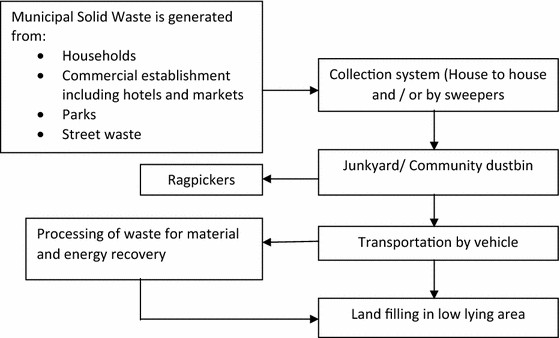 Municipal Solid Waste is generated
from:
• Households
• Commercial establishment
including hotels and markets
• Parks
• Street waste
Collection system (House to house
and / or by sweepers
Junkyard/ Community dustbin
Ragpickers
Processing of waste for material
and energy recovery
Transportation by vehicle
Land filling in low lying area